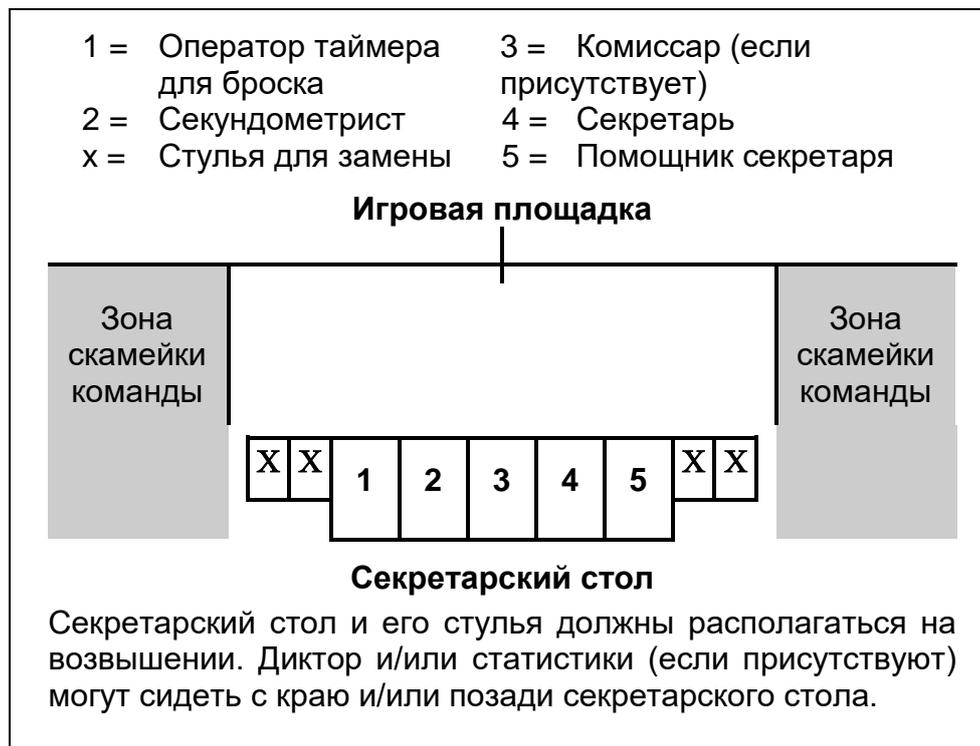 1 = Оператор таймера для броска
3 = Комиссар (если присутствует)
2 = Секундометрист
4 = Секретарь
x = Стулья для замены
5 = Помощник секретаря
Игровая площадка
Зона
скамейки
команды
Зона
скамейки
команды
X X 1 2 3 4 5 X X
Секретарский стол
Секретарский стол и его стулья должны располагаться на
возвышении. Диктор и/или статистики (если присутствуют)
могут сидеть с краю и/или позади секретарского стола.